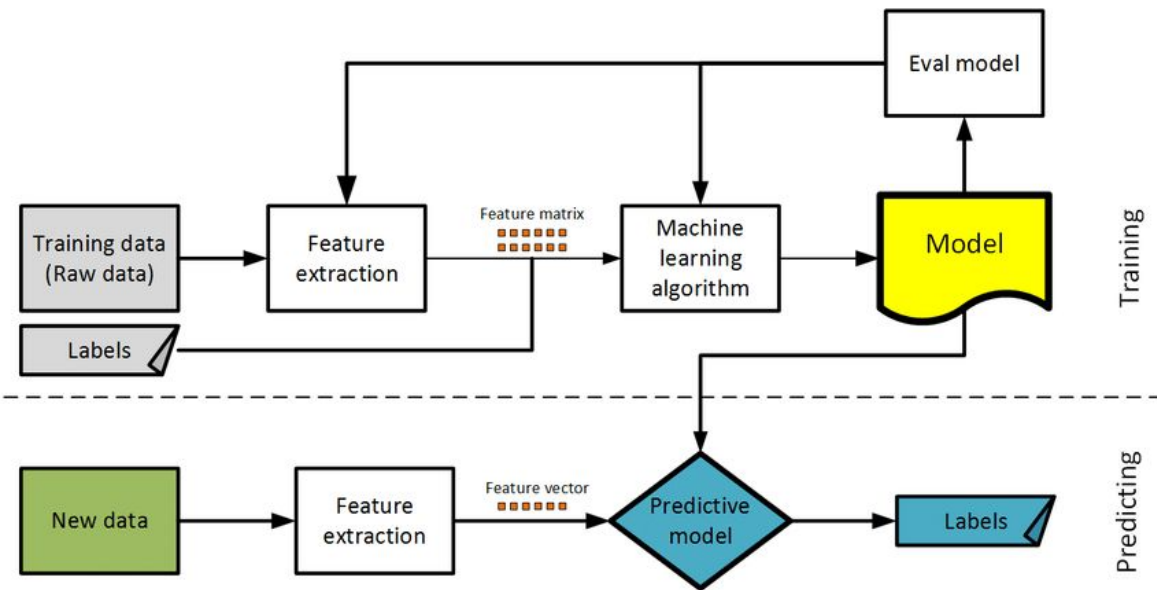 Eval model
Training data
(Raw data)
Feature
extraction
Feature matrix
Machine
learning
algorithm
Model
Training
Labels
New data
Feature
extraction
Feature vector
Predictive
model
Labels
Predicting